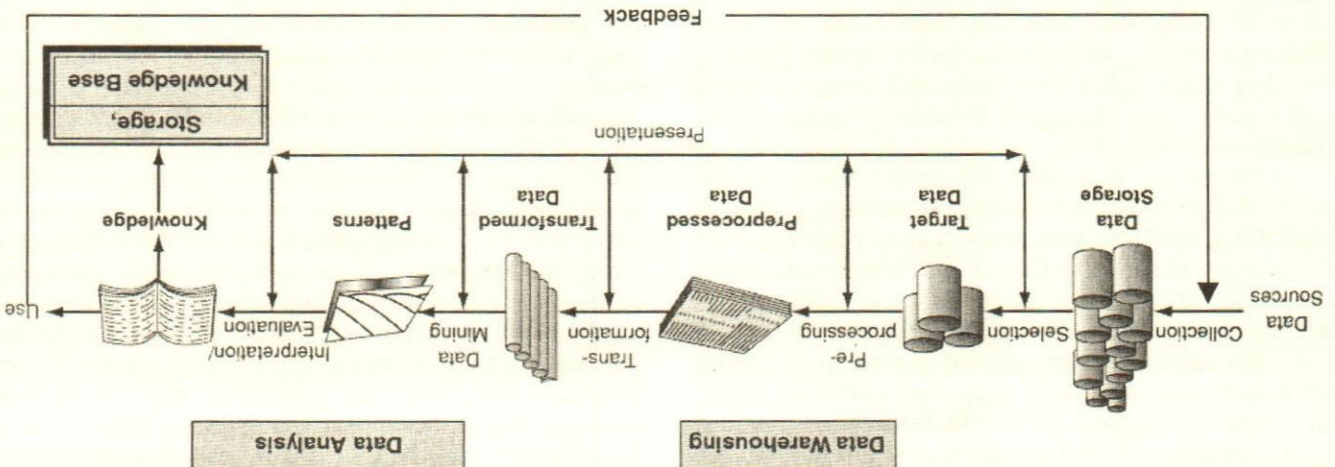 Data Warehousing
Data Analysis
Data
Sources
Collection
Data
Storage
Selection
Target
Data
Pre-
processing
Preprocessed
Data
Trans-
formation
Transformed
Data
Data
Mining
Patterns
Interpretation/
Evaluation
Knowledge
Use
Presentation
Storage,
Knowledge Base
Feedback